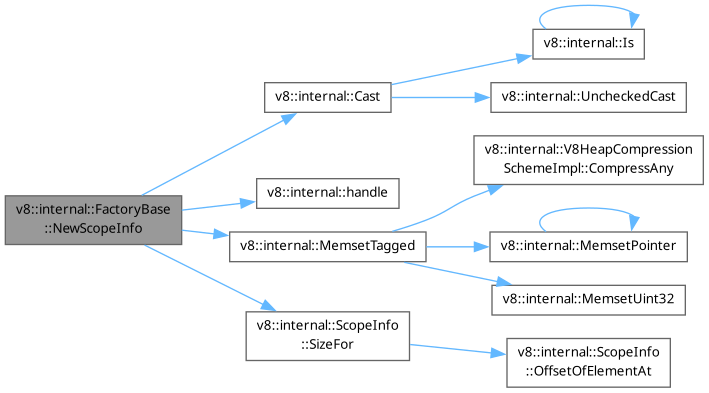 v8::internal::FactoryBase
::NewScopeInfo
v8::internal::Cast
v8::internal::Is
v8::internal::UncheckedCast
v8::internal::handle
v8::internal::MemsetTagged
v8::internal::V8HeapCompression
SchemeImpl::CompressAny
v8::internal::MemsetPointer
v8::internal::MemsetUint32
v8::internal::ScopeInfo
::SizeFor
v8::internal::ScopeInfo
::OffsetOfElementAt